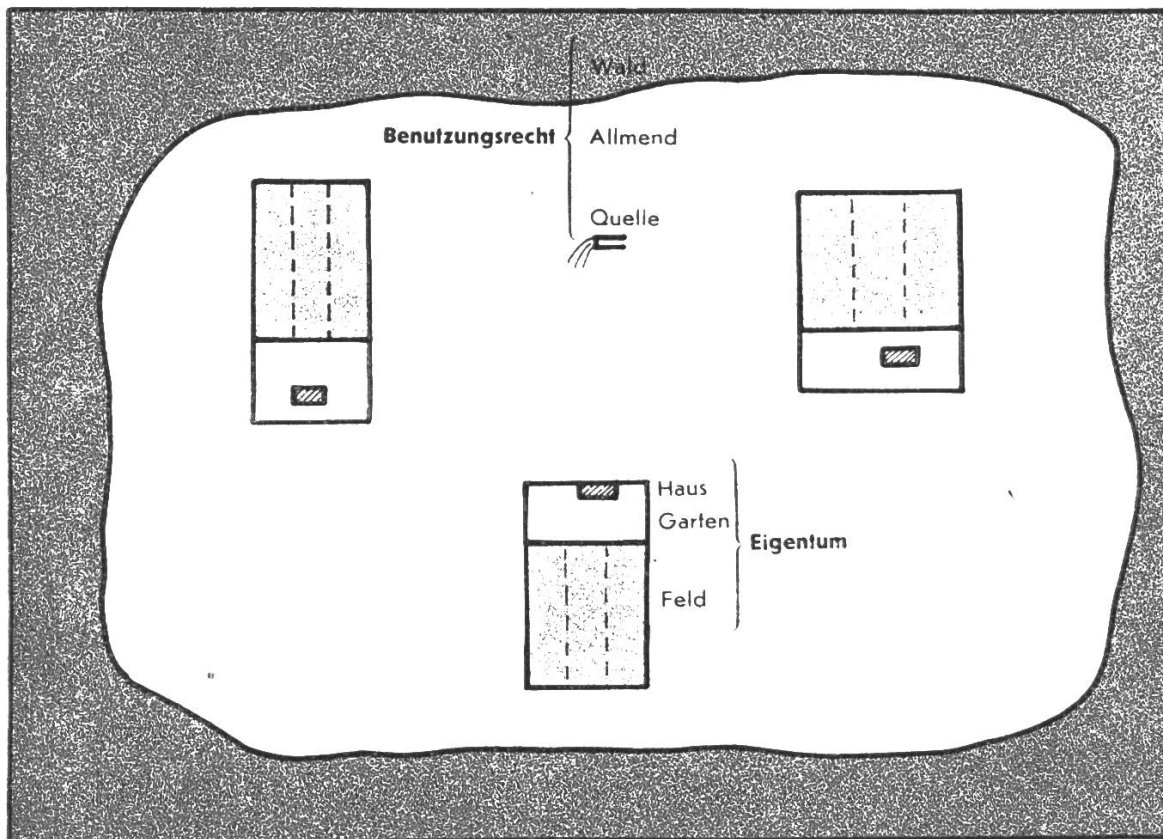 Wald
Benutzungsrecht
Allmend
Quelle
Haus
Garten
Eigentum
Feld